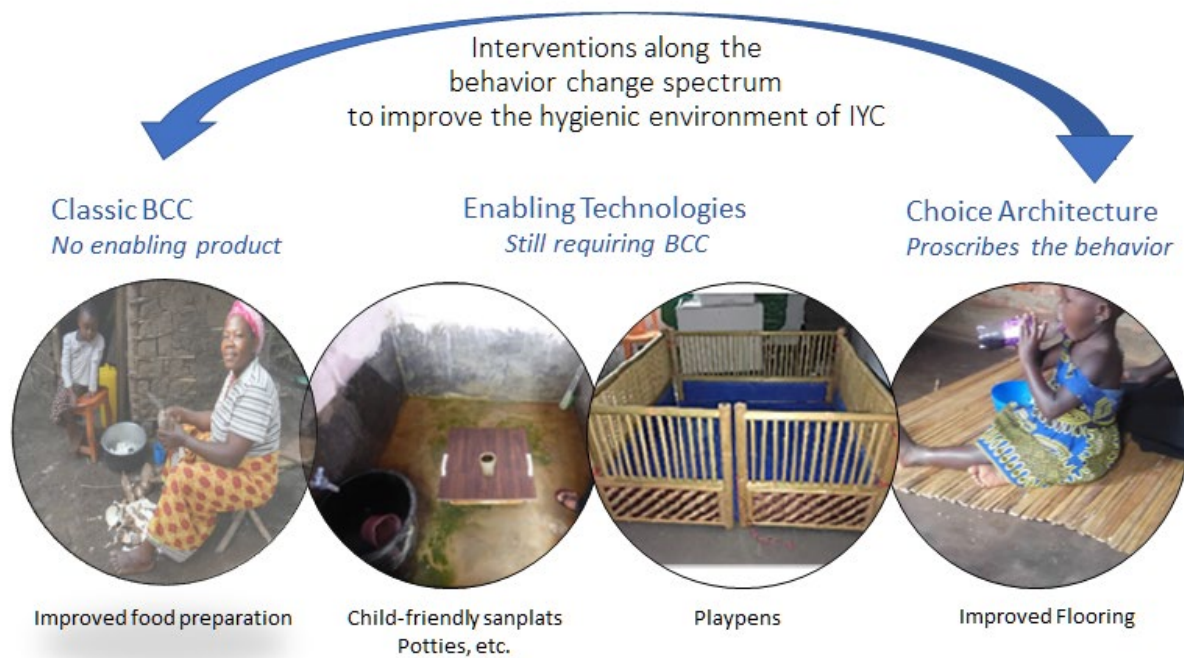 Interventions along the
behavior change spectrum
to improve the hygienic environment of IYC
Classic BCC
No enabling product
Enabling Technologies
Still requiring BCC
Choice Architecture
Proscribes the behavior
Improved food preparation
Child-friendly sanplats
Potties, etc.
Playpens
Improved Flooring